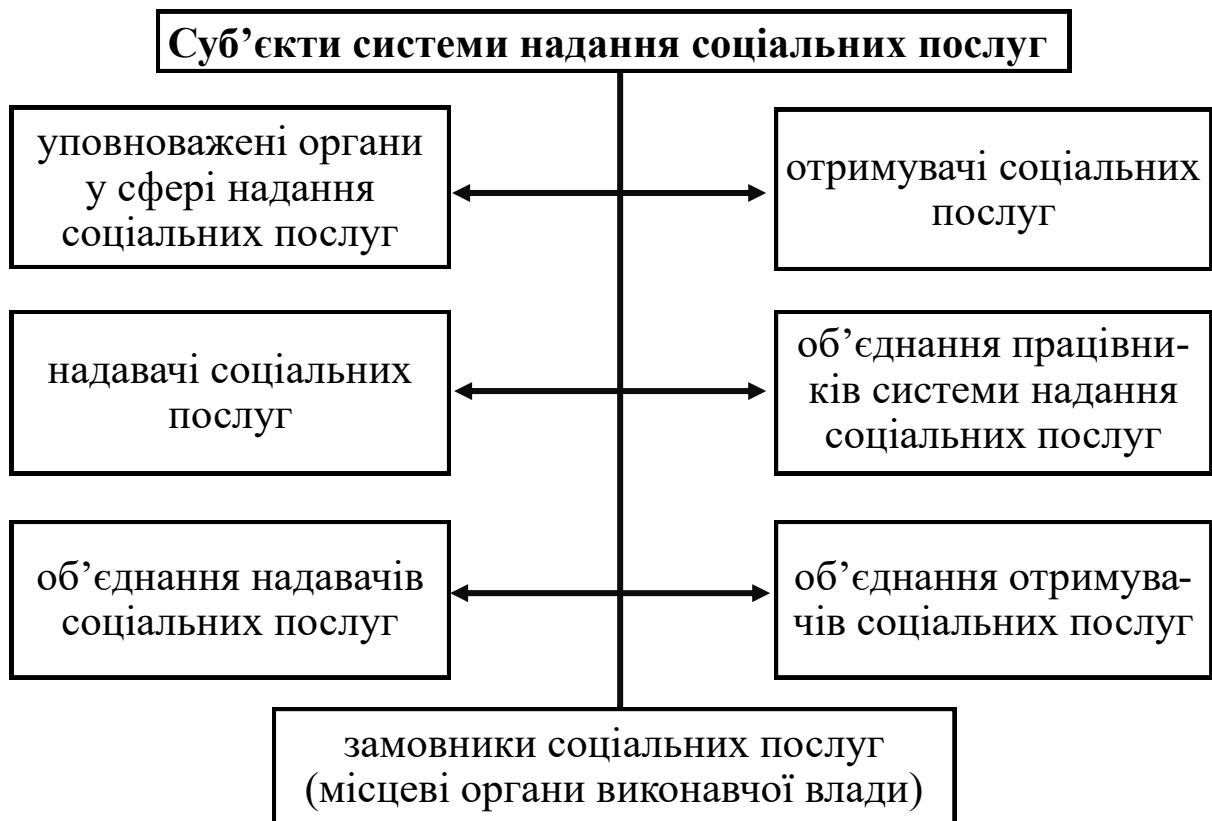 Суб’єкти системи надання соціальних послуг
уповноважені органи
у сфері надання
соціальних послуг
отримувачі соціальних
послуг
надавачі соціальних
послуг
об’єднання працівни-
ків системи надання
соціальних послуг
об’єднання надавачів
соціальних послуг
об’єднання отримува-
чів соціальних послуг
замовники соціальних послуг
(місцеві органи виконавчої влади)